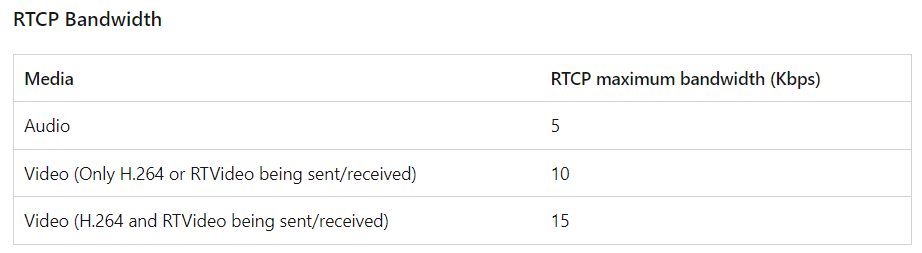 RTCP Bandwidth
Media RTCP maximum bandwidth (Kbps)
Audio 5
Video (Only H.264 or RTVideo being sent/received) 10
Video (H.264 and RTVideo being sent/received) 15